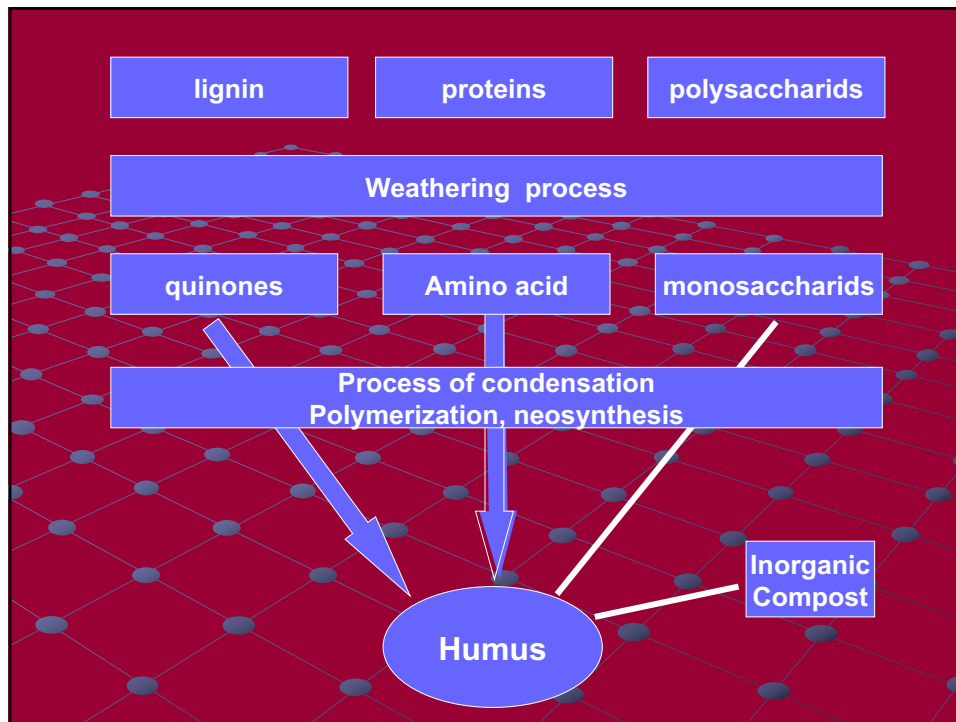 lignin
proteins
polysaccharids
Weathering process
quinones
Amino acid
monosaccharids
Process of condensation
Polymerization, neosynthesis
Inorganic
Compost
Humus